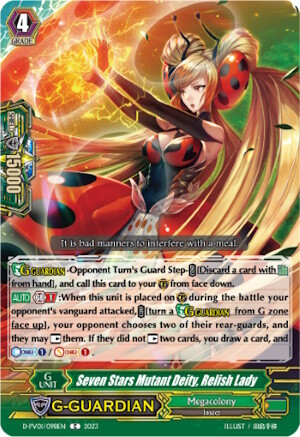 4
GRADE
15000
It is bad manners to interfere with a meal.
G GUARDIAN -Opponent Turn's Guard Step- [Discard a card with
from hand], and call this card to your G from face down.
AUTO :When this unit is placed on G during the battle your
opponent's vanguard attacked, [turn a G GUARDIAN from G zone
face up], your opponent chooses two of their rear-guards, and
they may them. If they did not two cards, you draw a card, and
G
UNIT
Seven Stars Mutant Deity, Relish Lady
G-GUARDIAN
Megacolony
Insect
D-PV01/098EN C 2023
ILLUST /